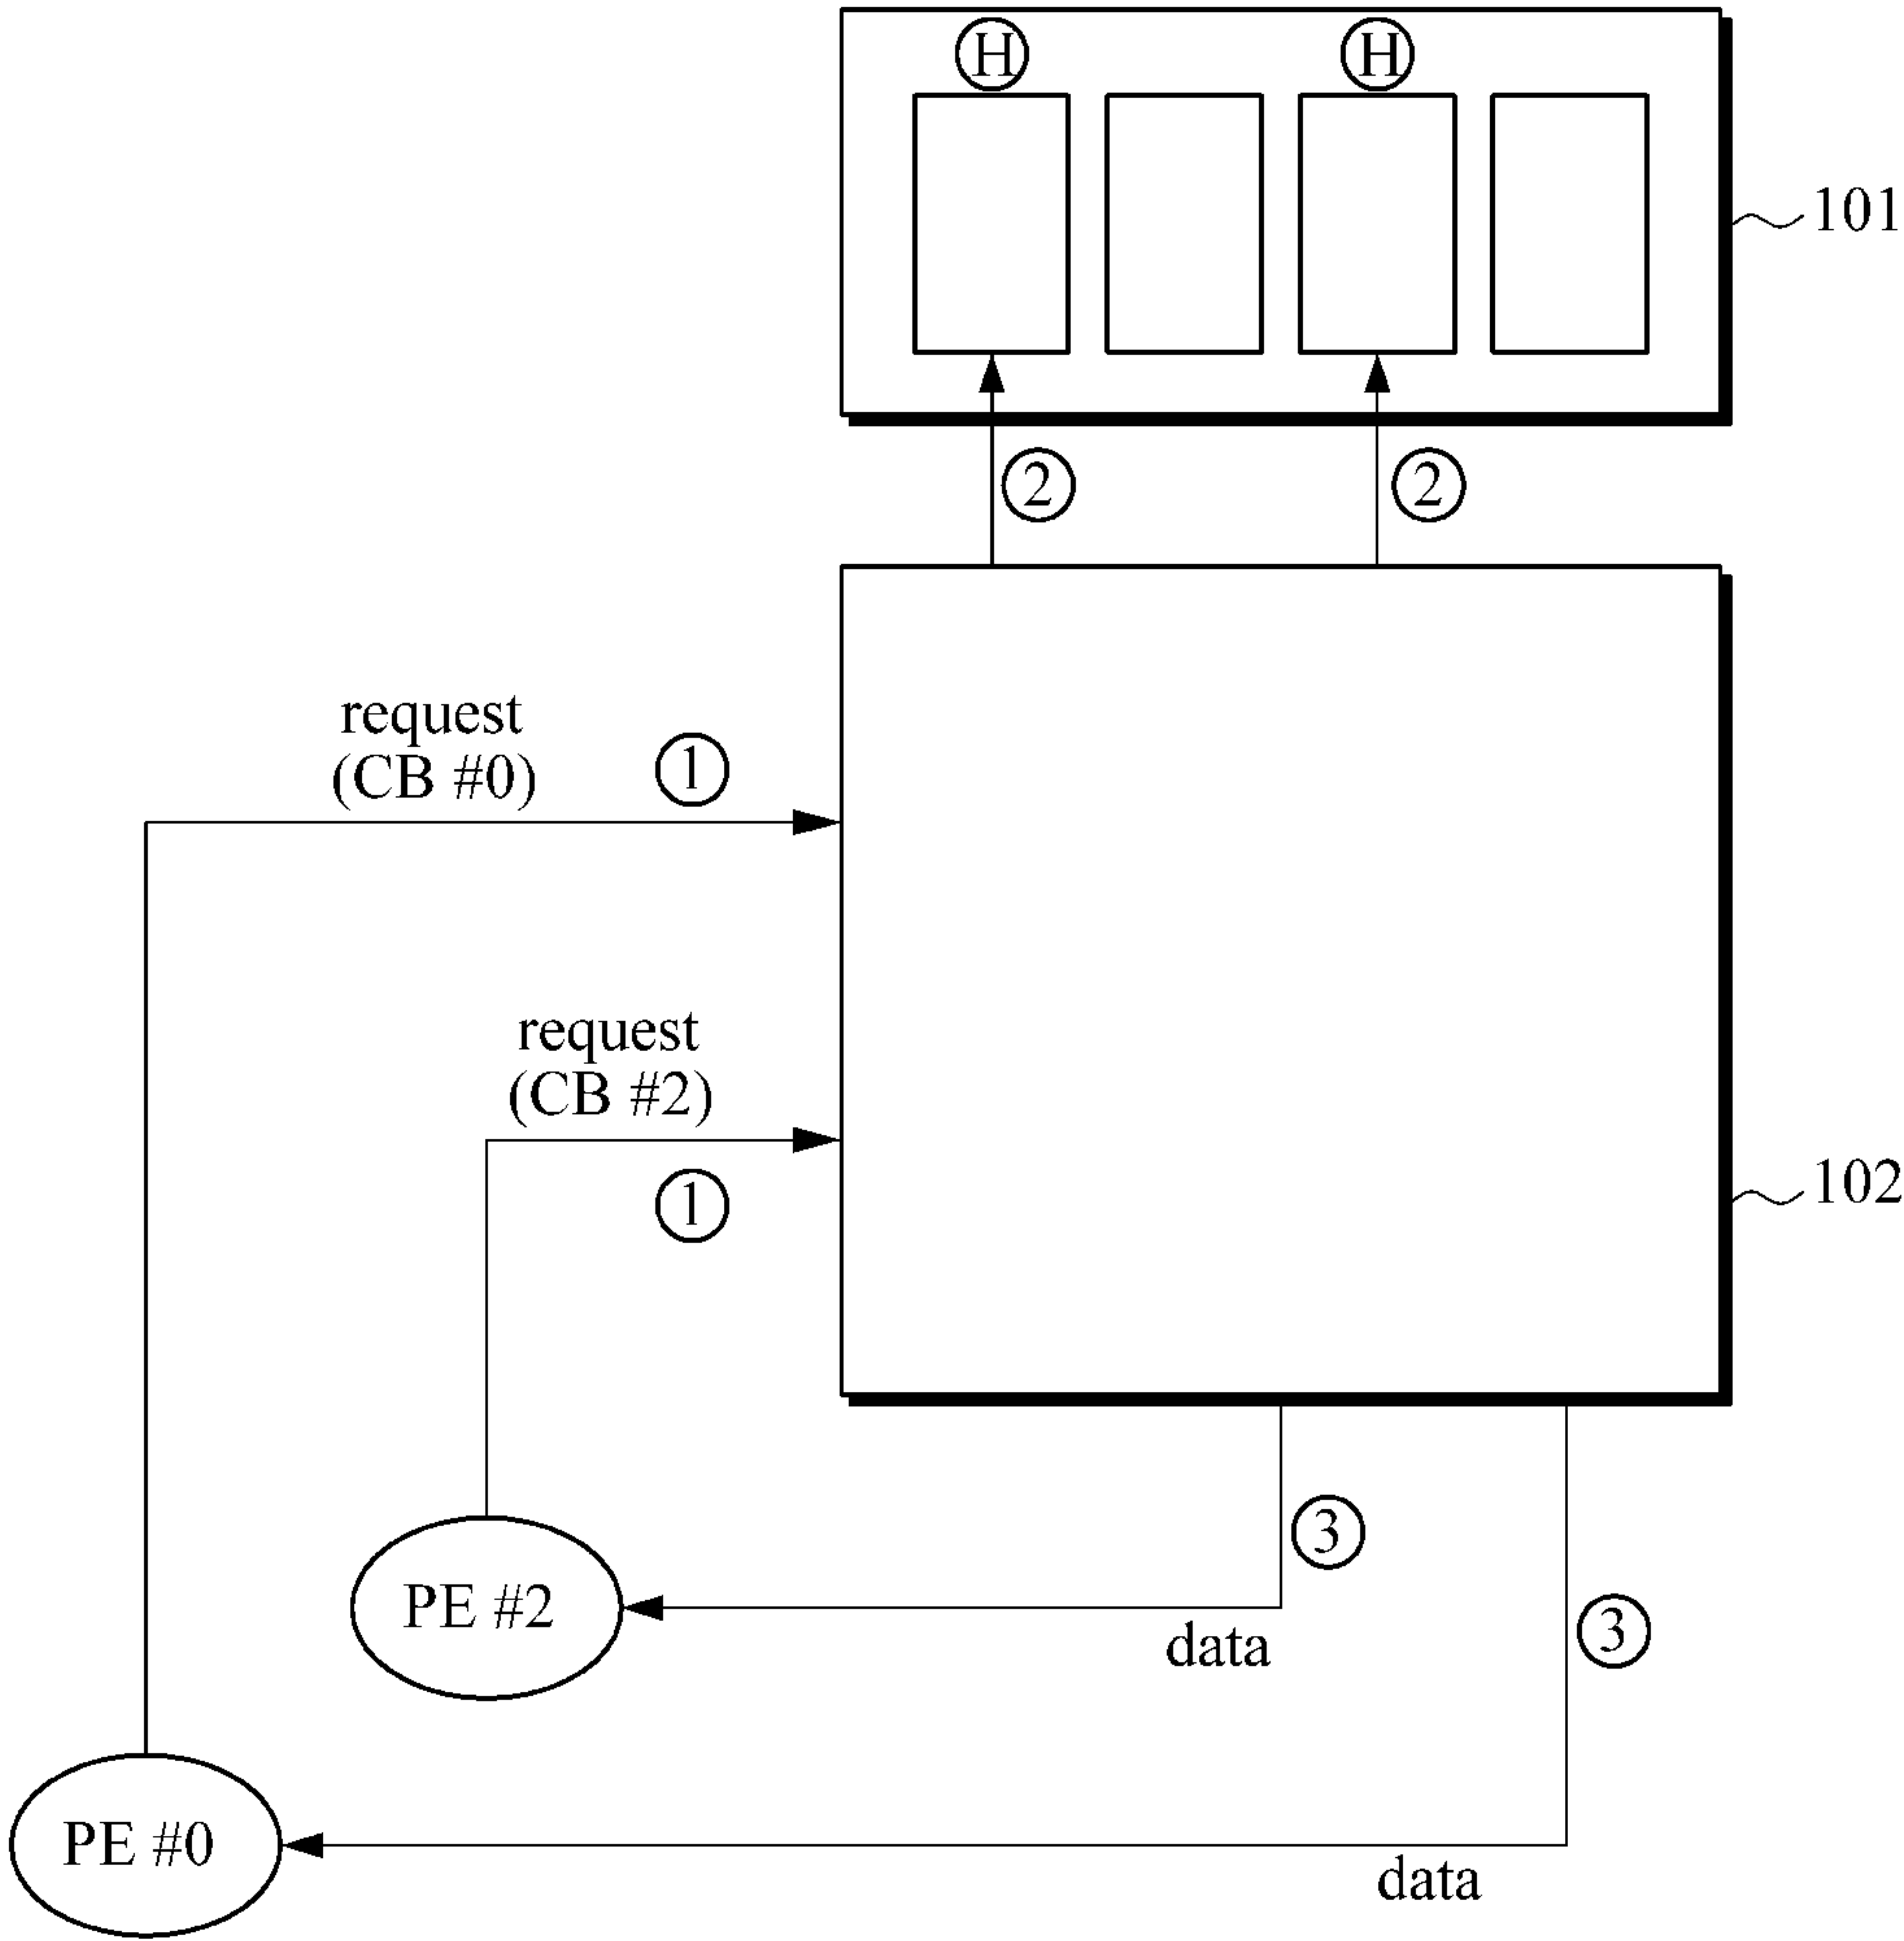 H H
101
2 2
request
(CB #0)
1
request
(CB #2)
1
102
3
PE #2
data
3
PE #0
data